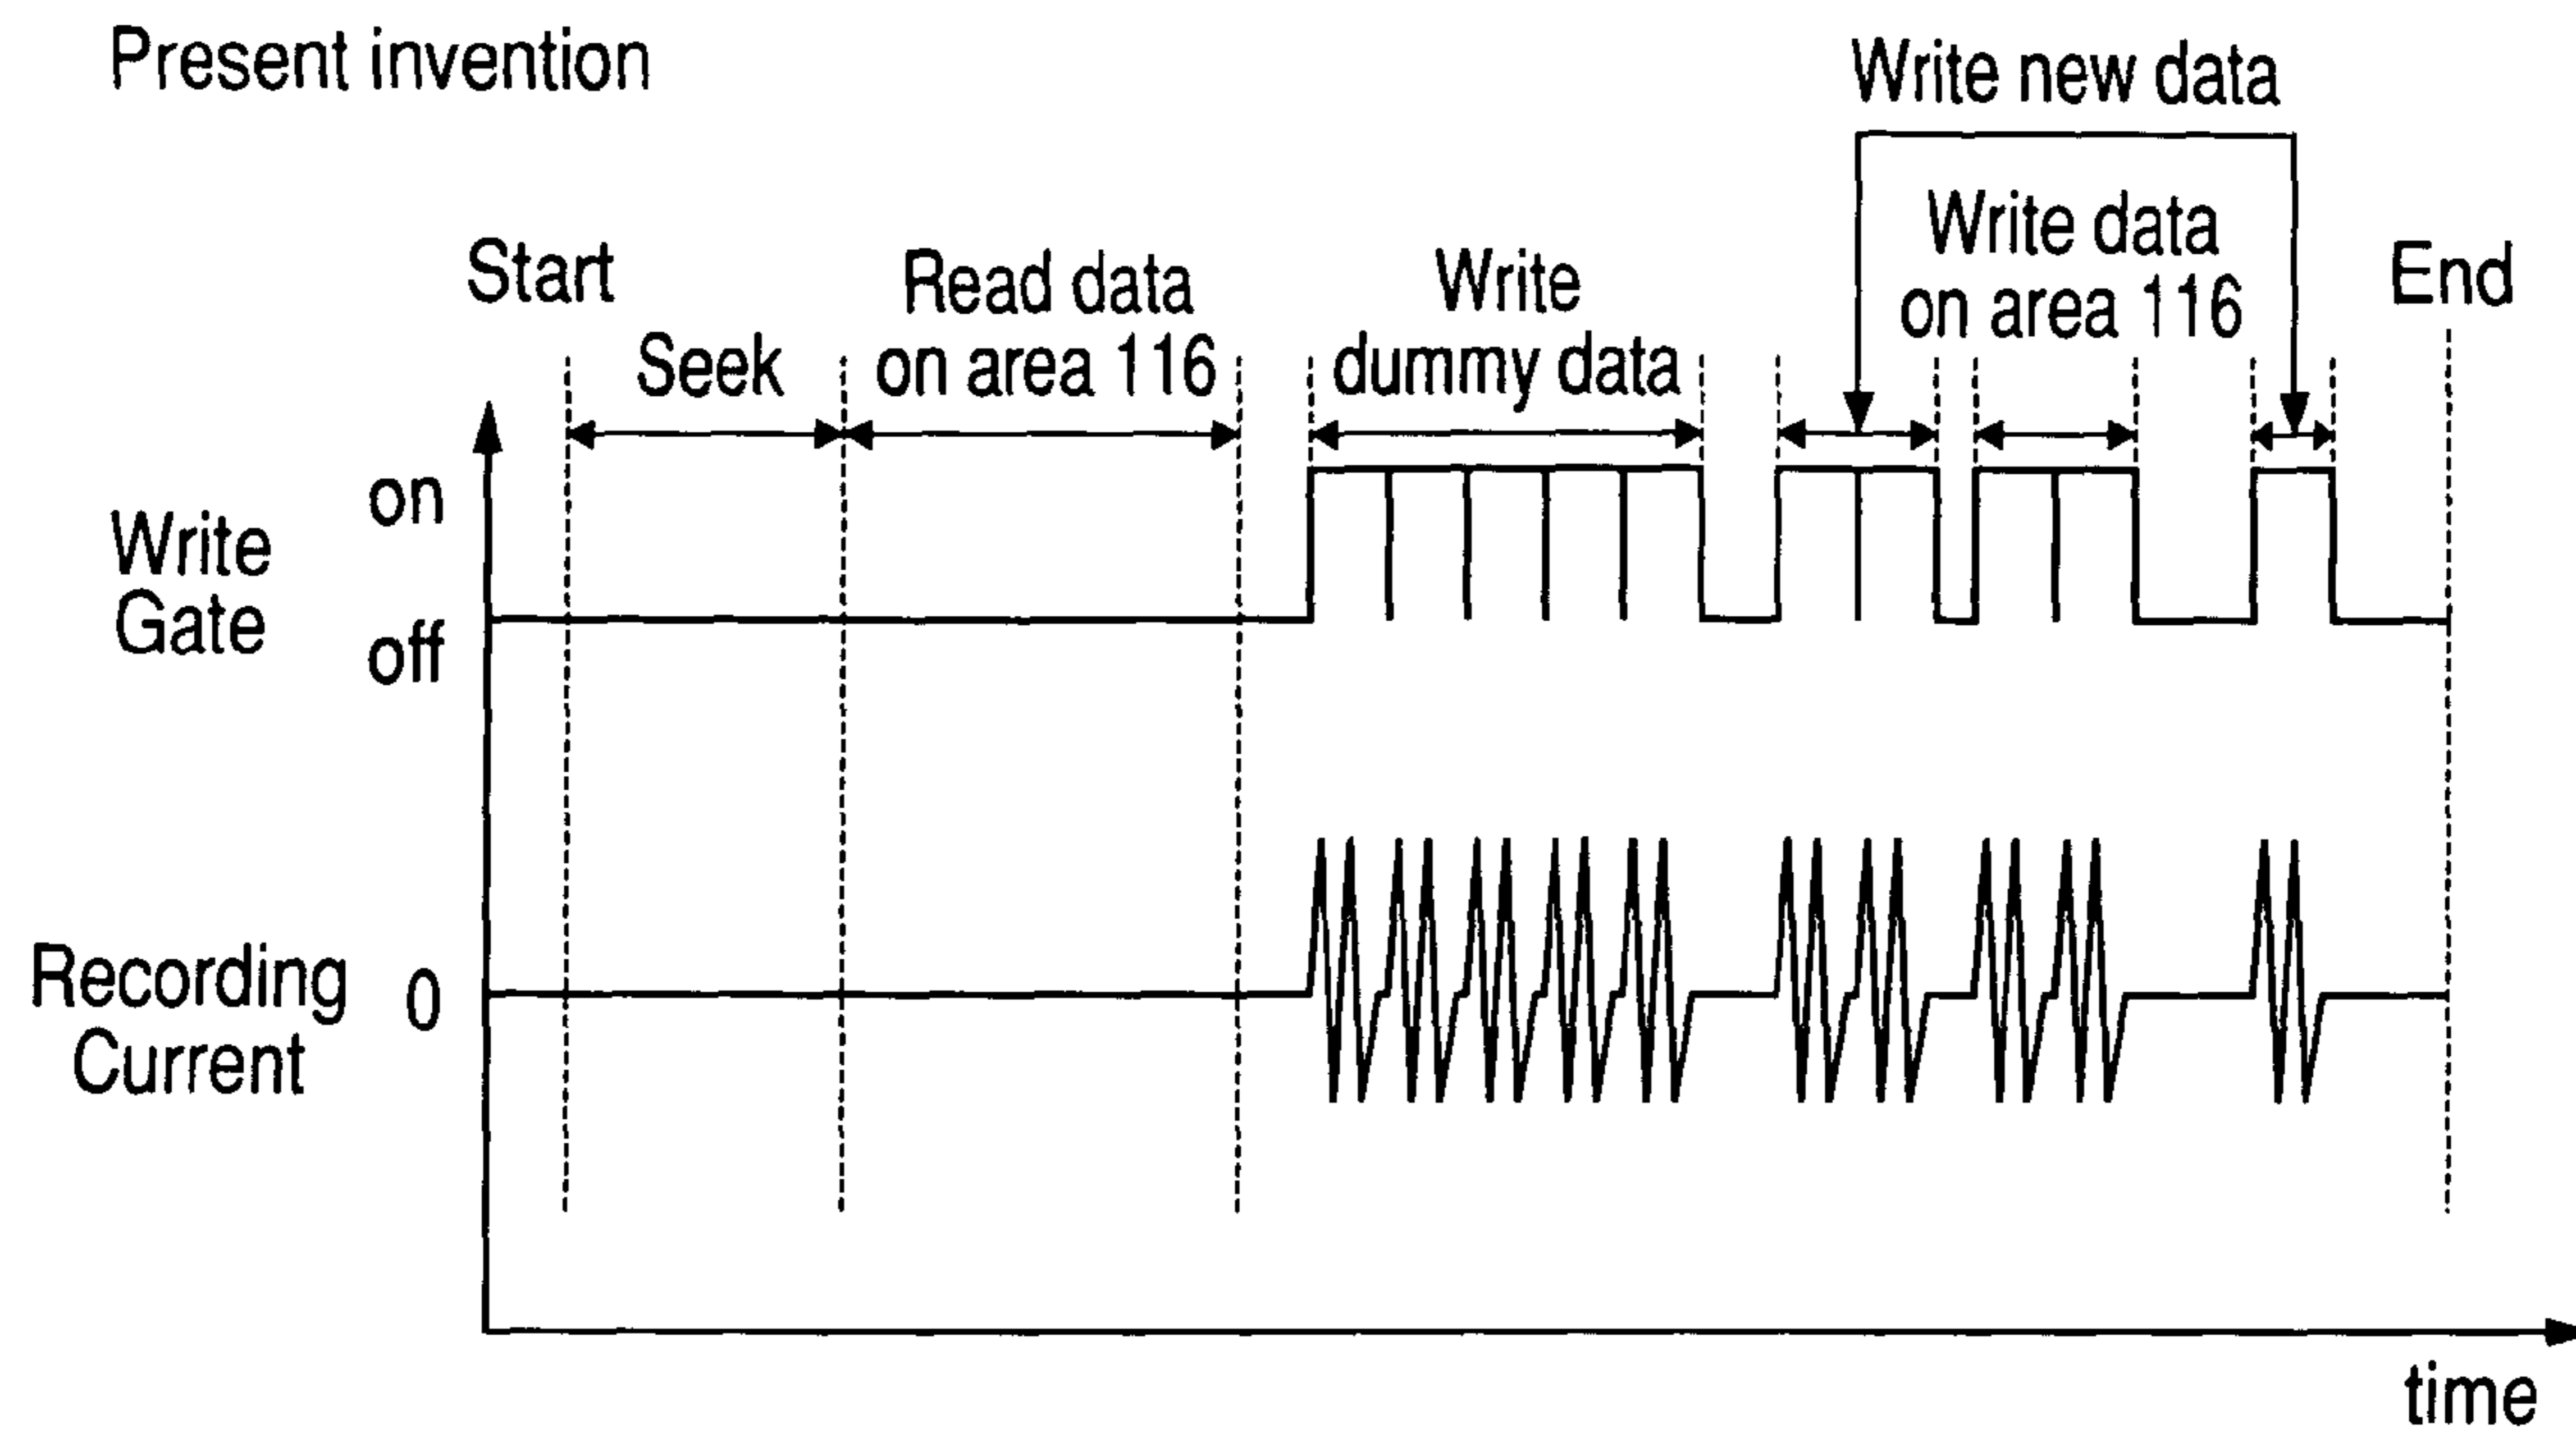 Present invention
Write new data
Write data
on area 116
Start
Seek
Read data
on area 116
Write
dummy data
End
on
Write
Gate
off
Recording
Current
0
time